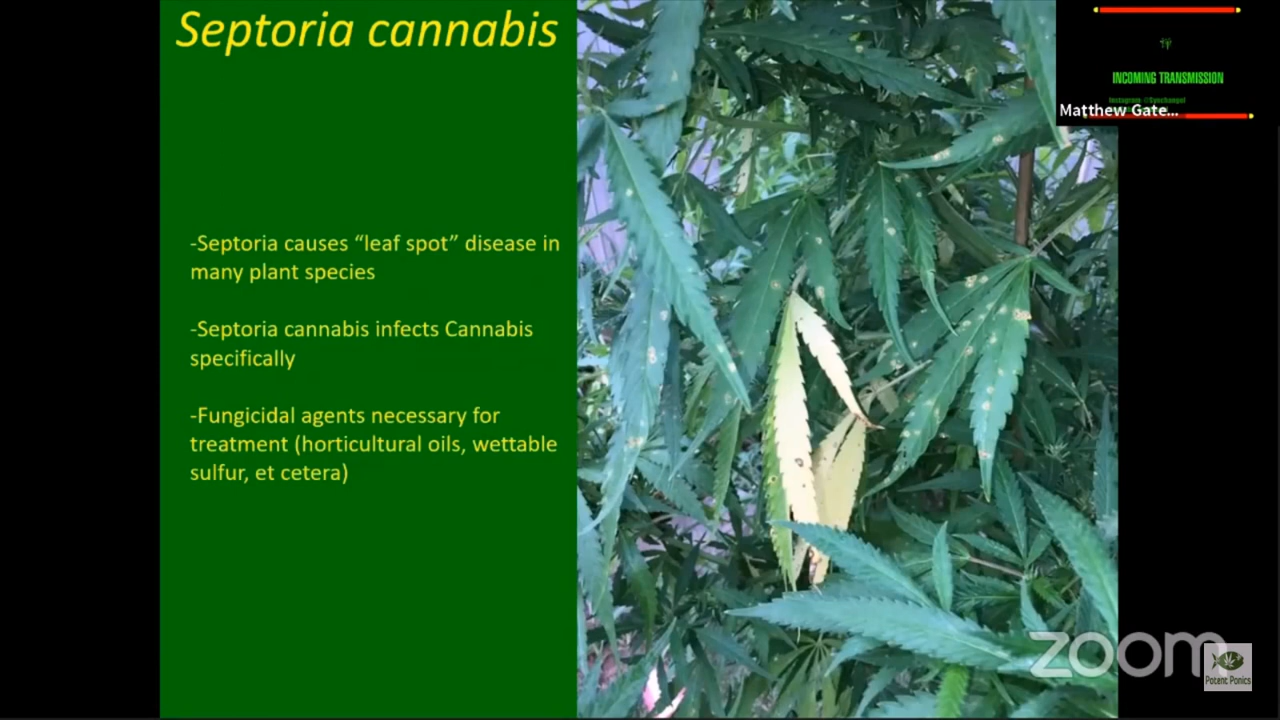 Septoria cannabis
-Septoria causes “leaf spot” disease in
many plant species
-Septoria cannabis infects Cannabis
specifically
-Fungicidal agents necessary for
treatment (horticultural oils, wettable
sulfur, et cetera)
INCOMING TRANSMISSION
Matthew Gate...
zoom
Potent Ponics